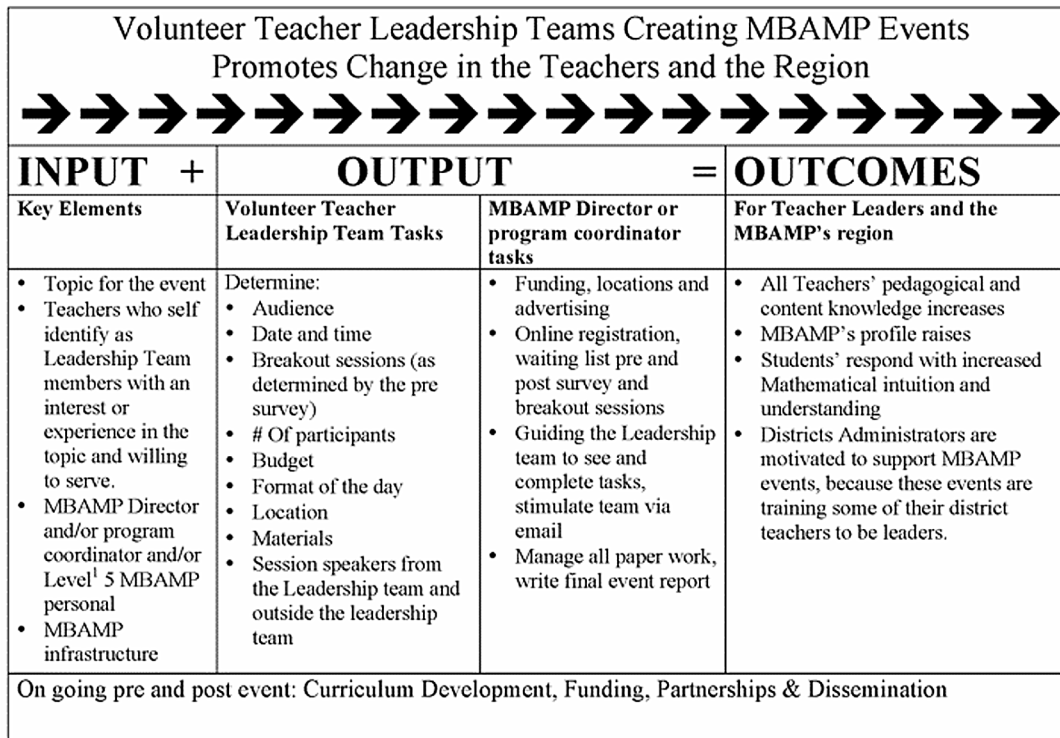 Volunteer Teacher Leadership Teams Creating MBAMP Events
Promotes Change in the Teachers and the Region
INPUT +
OUTPUT =
OUTCOMES
Key Elements
Volunteer Teacher
Leadership Team Tasks
MBAMP Director or
program coordinator
tasks
For Teacher Leaders and the
MBAMP's region
• Topic for the event
• Teachers who self
identify as
Leadership Team
members with an
interest or
experience in the
topic and willing
to serve.
• MBAMP Director
and/or program
coordinator and/or
Level¹ 5 MBAMP
personal
• MBAMP
infrastructure
Determine:
• Audience
• Date and time
• Breakout sessions (as
determined by the pre
survey)
• # Of participants
• Budget
• Format of the day
• Location
• Materials
• Session speakers from
the Leadership team and
outside the leadership
team
• Funding, locations and
advertising
• Online registration,
waiting list pre and
post survey and
breakout sessions
• Guiding the Leadership
team to see and
complete tasks,
stimulate team via
email
• Manage all paper work,
write final event report
• All Teachers' pedagogical and
content knowledge increases
• MBAMP's profile raises
• Students' respond with increased
Mathematical intuition and
understanding
• Districts Administrators are
motivated to support MBAMP
events, because these events are
training some of their district
teachers to be leaders.
On going pre and post event: Curriculum Development, Funding, Partnerships & Dissemination